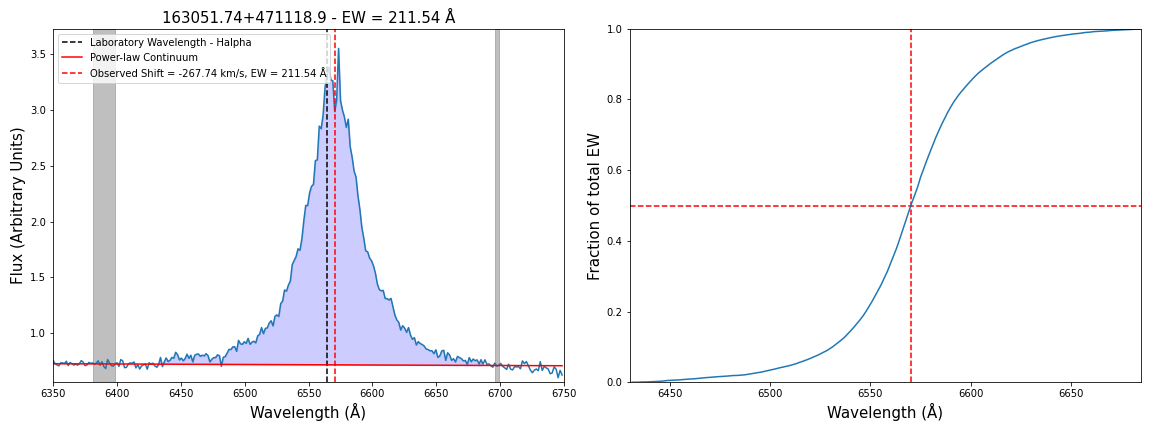 163051.74+471118.9 - EW = 211.54 Å
Laboratory Wavelength - Halpha
Power-law Continuum
Observed Shift = -267.74 km/s, EW = 211.54 Å
Flux (Arbitrary Units)
3.5
3.0
2.5
2.0
1.5
1.0
6350 6400 6450 6500 6550 6600 6650 6700 6750
Wavelength (Å)
Fraction of total EW
1.0
0.8
0.6
0.4
0.2
0.0
6450 6500 6550 6600 6650
Wavelength (Å)